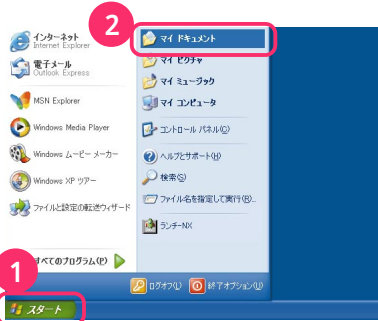 2
インターネット
Internet Explorer
電子メール
Outlook Express
MSN Explorer
Windows Media Player
Windows ムービー メーカー
Windows XP ツアー
ファイルと設定の転送ウィザード
すべてのプログラム(P)
マイ ドキュメント
マイ ピクチャ
マイ ミュージック
マイ コンピュータ
コントロール パネル(C)
ヘルプとサポート(H)
検索(S)
ファイル名を指定して実行(R)...
ランチ-NX
ログオフ(L)
終了オプション(U)
1
スタート